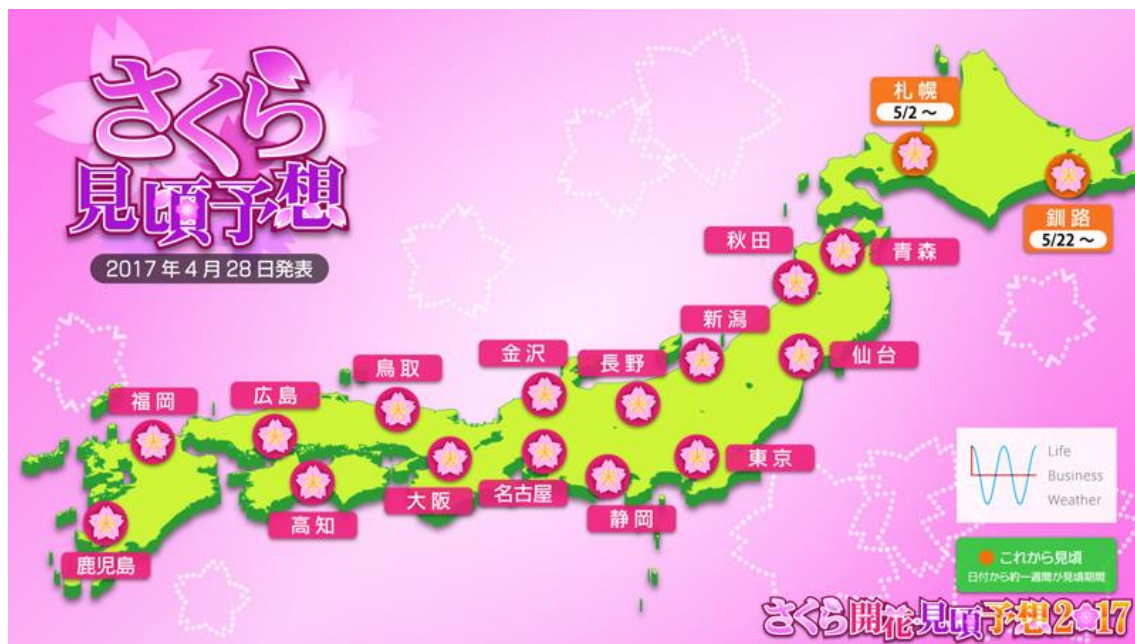 さくら
見頃予想
2017年4月28日発表
札幌
5/2～
釧路
5/22～
秋田
青森
新潟
仙台
金沢
長野
鳥取
広島
福岡
東京
大阪
名古屋
静岡
高知
鹿児島
Life
Business
Weather
これから見頃
日付から約一週間が見頃期間
さくら開花・見頃予想2017